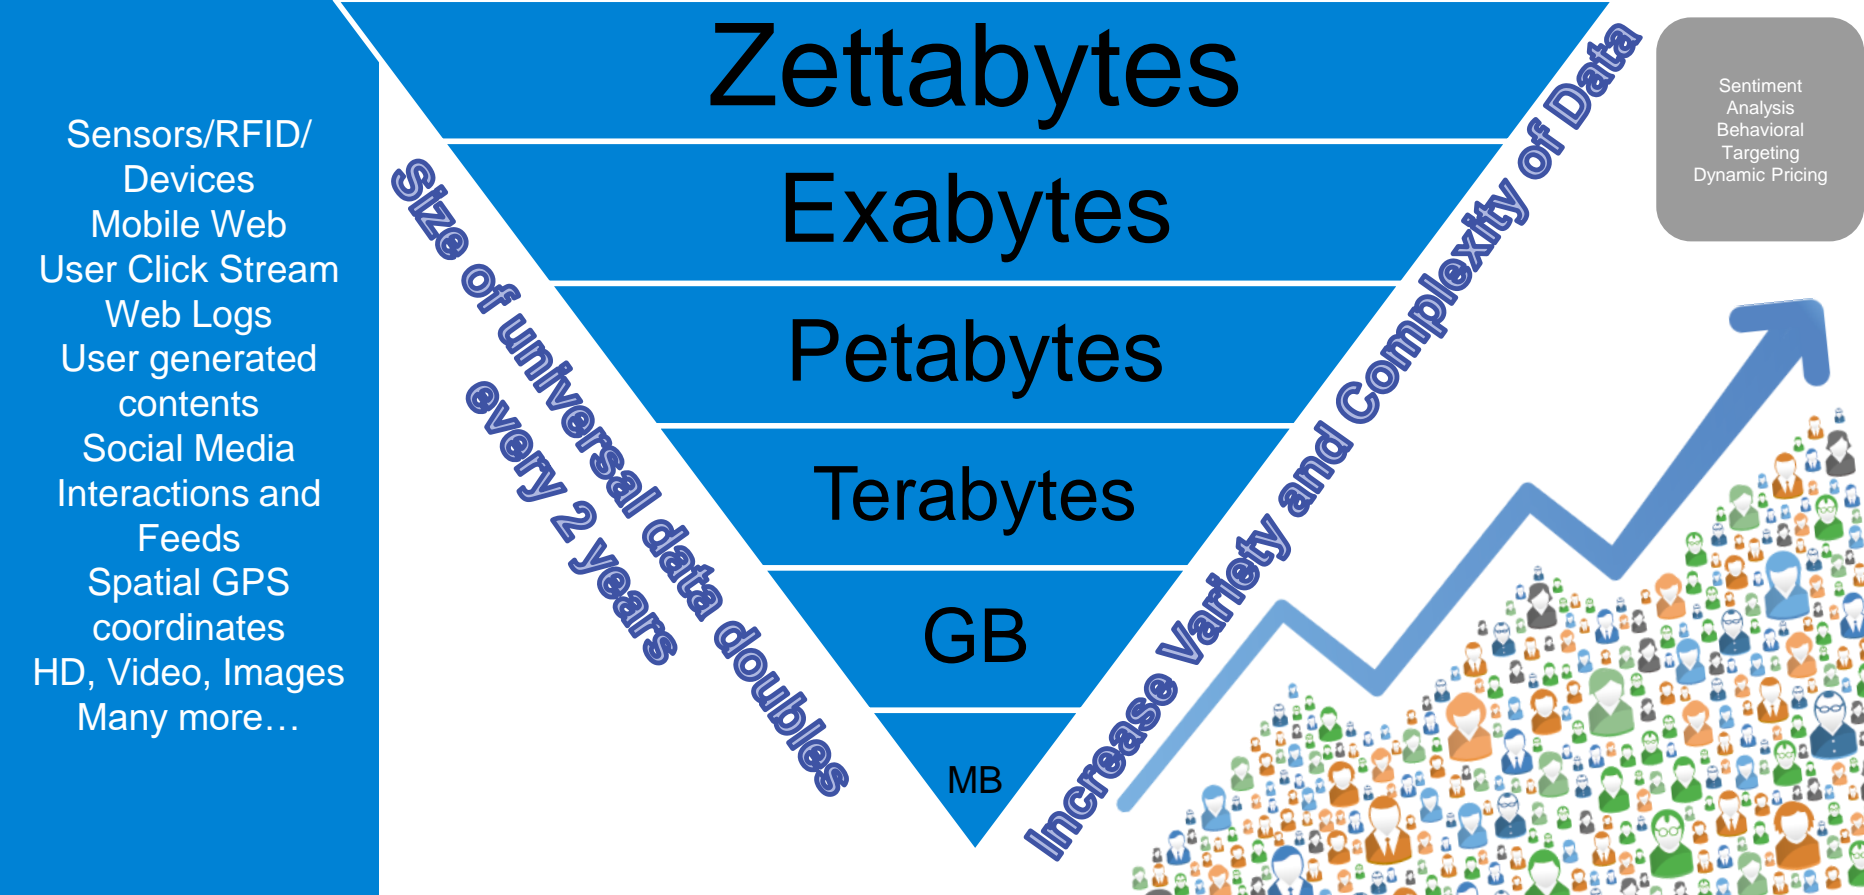 Sensors/RFID/
Devices
Mobile Web
User Click Stream
Web Logs
User generated
contents
Social Media
Interactions and
Feeds
Spatial GPS
coordinates
HD, Video, Images
Many more…
Size of universal data doubles
every 2 years
Zettabytes
Exabytes
Petabytes
Terabytes
GB
MB
Increase Variety and Complexity of Data
Sentiment
Analysis
Behavioral
Targeting
Dynamic Pricing